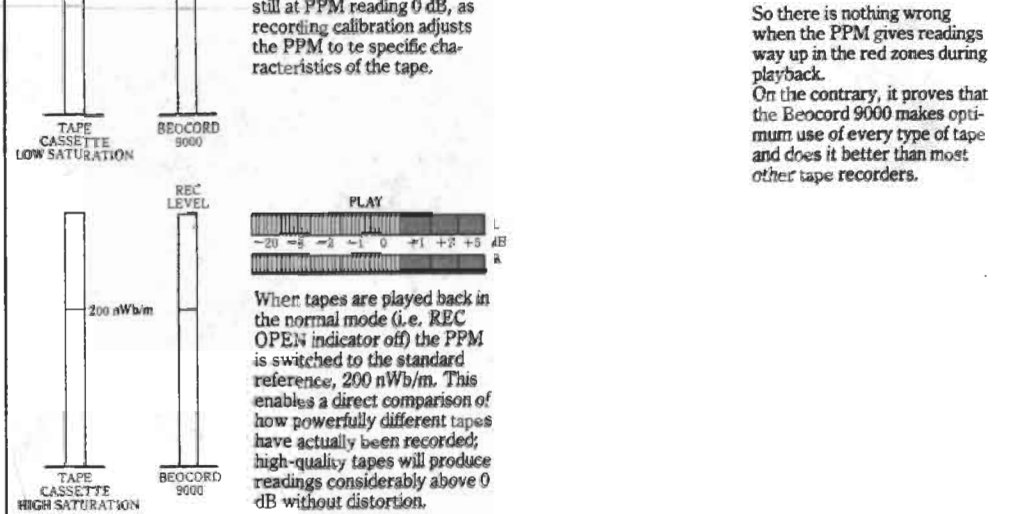 still at PPM reading 0 dB, as
recording calibration adjusts
the PPM to te specific cha-
racteristics of the tape.
TAPE
CASSETTE
LOW SATURATION
BEOCORD
9000
REC
LEVEL
200 nWb/m
TAPE
CASSETTE
HIGH SATURATION
BEOCORD
9000
PLAY
L
-20 -2 -1 0 +1 +5 dB
R
When tapes are played back in
the normal mode (i.e. REC
OPEN indicator off) the PPM
is switched to the standard
reference, 200 nWb/m. This
enables a direct comparison of
how powerfully different tapes
have actually been recorded;
high-quality tapes will produce
readings considerably above 0
dB without distortion.
So there is nothing wrong
when the PPM gives readings
way up in the red zones during
playback.
On the contrary, it proves that
the Beocord 9000 makes opti-
mum use of every type of tape
and does it better than most
other tape recorders.